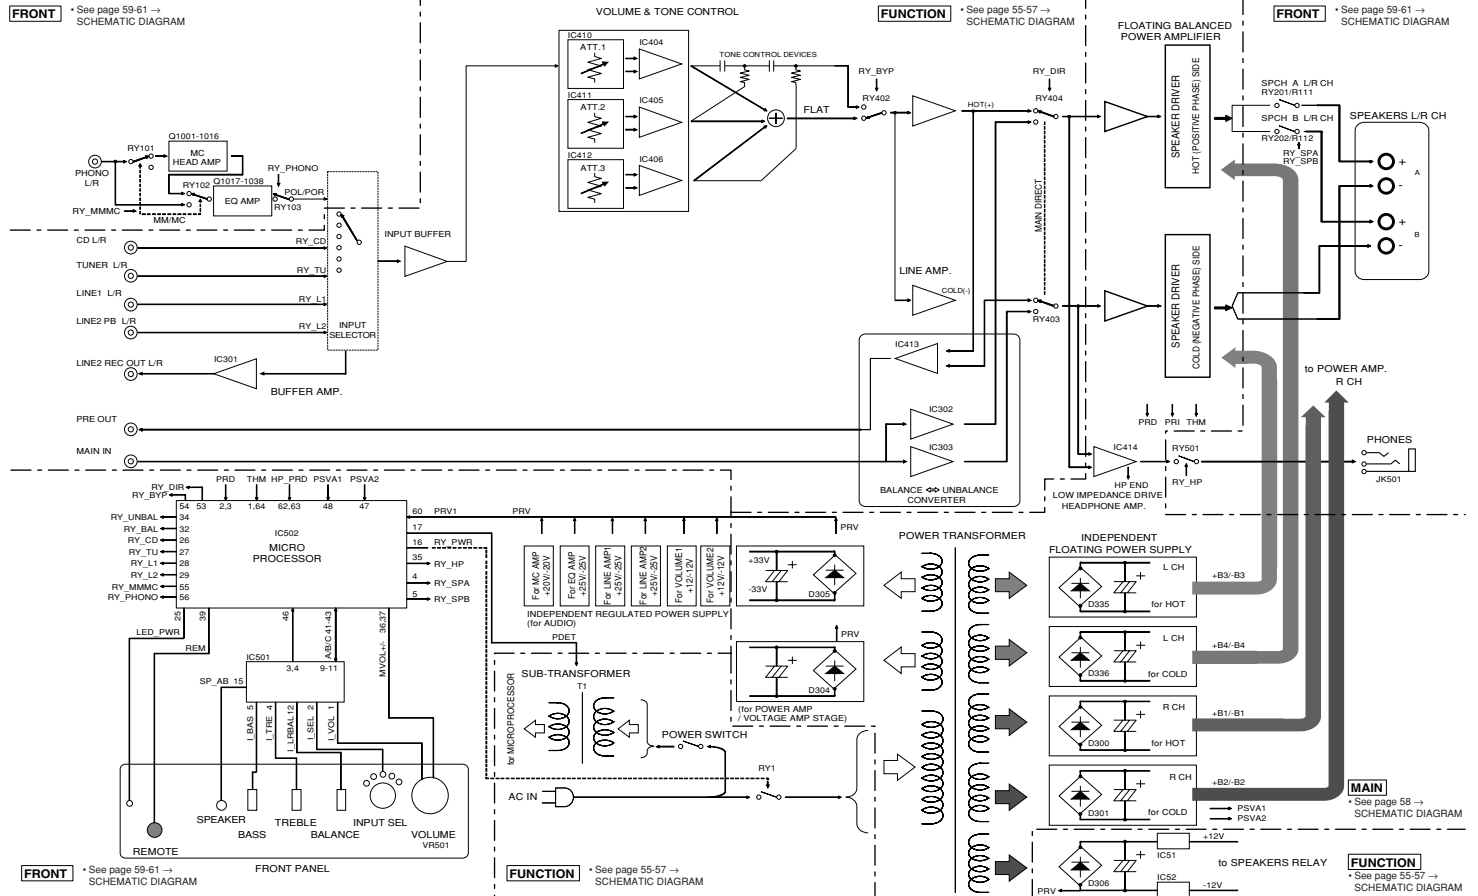 FRONT
• See page 59-61 →
SCHEMATIC DIAGRAM
VOLUME & TONE CONTROL
FUNCTION
• See page 55-57 →
SCHEMATIC DIAGRAM
FLOATING BALANCED
POWER AMPLIFIER
FRONT
• See page 59-61 →
SCHEMATIC DIAGRAM
IC410
ATT.1
IC404
IC411
ATT.2
IC405
IC412
ATT.3
IC406
TONE CONTROL DEVICES
FLAT
RY_BYP
RY402
HOT(+)
RY_DIR
RY404
MAIN DIRECT
LINE AMP.
COLD(-)
RY403
SPEAKER DRIVER
HOT (POSITIVE PHASE) SIDE
SPEAKER DRIVER
COLD (NEGATIVE PHASE) SIDE
SPCH A L/R CH
RY201/R111
SPCH B L/R CH
RY202/R112
RY_SPA
RY_SPB
SPEAKERS L/R CH
+
A
-
+
B
-
PHONO
L/R
RY101
Q1001-1016
MC
HEAD AMP
RY102
Q1017-1038
EQ AMP
RY_PHONO
POL/POR
RY103
RY_MMMC
MM/MC
CD L/R
RY_CD
TUNER L/R
RY_TU
LINE1 L/R
RY_L1
LINE2 PB L/R
RY_L2
INPUT
SELECTOR
INPUT BUFFER
LINE2 REC OUT L/R
IC301
BUFFER AMP.
PRE OUT
MAIN IN
IC413
IC302
IC303
BALANCE ⇔ UNBALANCE
CONVERTER
to POWER AMP.
R CH
PRD PRI THM
IC414
HP END
LOW IMPEDANCE DRIVE
HEADPHONE AMP.
RY501
RY_HP
PHONES
JK501
RY_DIR
RY_BYP
PRD THM HP_PRD PSVA1 PSVA2
54 53 2,3 1,64 62,63 48 47
RY_UNBAL 34
RY_BAL 32
RY_CD 26
RY_TU 27
RY_L1 28
RY_L2 29
RY_MMMC 55
RY_PHONO 56
IC502
MICRO
PROCESSOR
60 PRV1
17
16 RY_PWR
35 RY_HP
4 RY_SPA
5 RY_SPB
25
39
46
A/B/C 41-43
MVOL+/- 36,37
LED_PWR
REM
IC501
3,4 9-11
SP_AB 15
I_BAS 5
I_TRE 4
I_LRBAL 12
I_SEL 2
I_VOL 1
REMOTE
SPEAKER
BASS
TREBLE
BALANCE
INPUT SEL
VOLUME
VR501
FRONT PANEL
FRONT
• See page 59-61 →
SCHEMATIC DIAGRAM
PRV
For MC AMP
+20V/-20V
For EQ AMP
+25V/-25V
For LINE AMP1
+25V/-25V
For LINE AMP2
+25V/-25V
For VOLUME1
+12/-12V
For VOLUME2
+12V/-12V
INDEPENDENT REGULATED POWER SUPPLY
(for AUDIO)
PDET
PRV
+33V
-33V
D305
PRV
D304
(for POWER AMP
/ VOLTAGE AMP STAGE)
SUB-TRANSFORMER
T1
for MICROPROCESSOR
POWER SWITCH
AC IN
RY1
FUNCTION
• See page 55-57 →
SCHEMATIC DIAGRAM
POWER TRANSFORMER
INDEPENDENT
FLOATING POWER SUPPLY
L CH
D335
for HOT
+B3/-B3
L CH
D336
for COLD
+B4/-B4
R CH
D300
for HOT
+B1/-B1
R CH
D301
for COLD
+B2/-B2
PSVA1
PSVA2
MAIN
• See page 58 →
SCHEMATIC DIAGRAM
D306
PRV
IC51
+12V
IC52
-12V
to SPEAKERS RELAY
FUNCTION
• See page 55-57 →
SCHEMATIC DIAGRAM